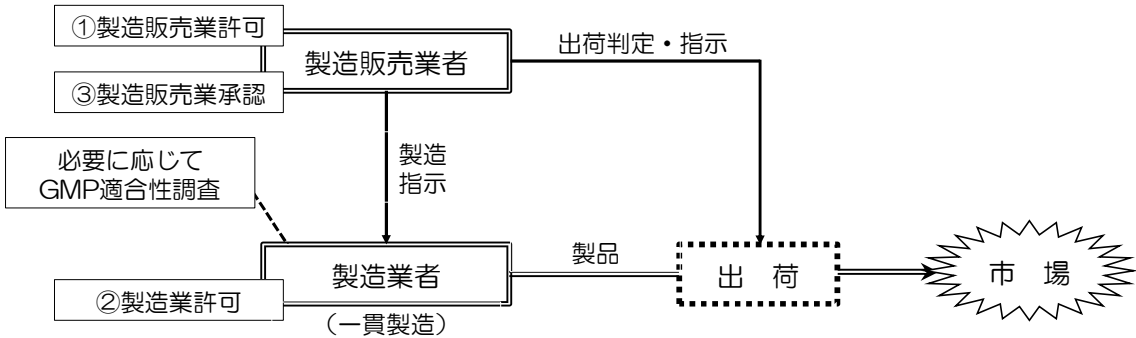 ①製造販売業許可
製造販売業者
③製造販売業承認
出荷判定・指示
必要に応じて
GMP適合性調査
製造
指示
製造業者
②製造業許可
（一貫製造）
製品
出　荷
市　場